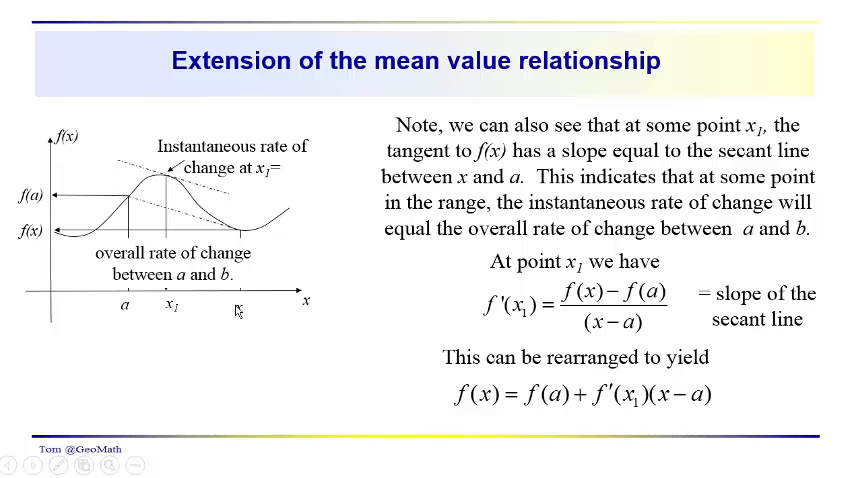 Extension of the mean value relationship
f(x)
Instantaneous rate of
change at x₁=
f(a)
f(x)
overall rate of change
between a and b.
a
x₁
x
Note, we can also see that at some point x₁, the
tangent to f(x) has a slope equal to the secant line
between x and a. This indicates that at some point
in the range, the instantaneous rate of change will
equal the overall rate of change between a and b.
At point x₁ we have
f '(x₁) = f(x) − f(a) / (x − a)
= slope of the
secant line
This can be rearranged to yield
f(x) = f(a) + f ′(x₁)(x − a)
Tom @GeoMath